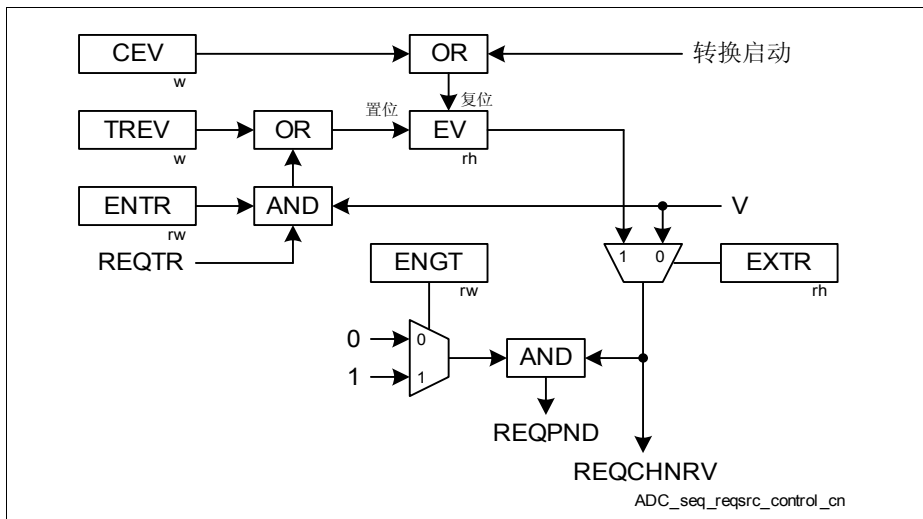 CEV
w
OR
转换启动
TREV
w
OR
置位
复位
EV
rh
ENTR
rw
AND
V
REQTR
ENGT
rw
1 0
EXTR
rh
0
0
1
1
AND
REQPND
REQCHNRV
ADC_seq_reqsrc_control_cn